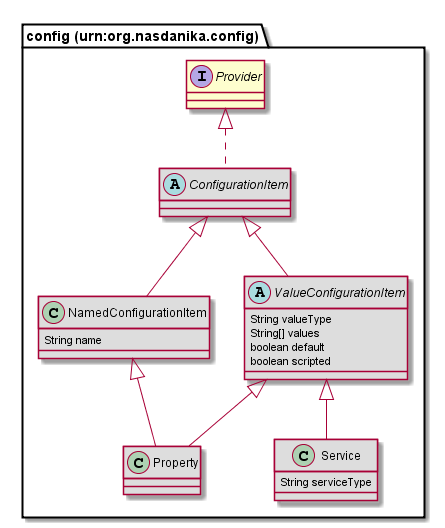 config (urn:org.nasdanika.config)
I Provider
A ConfigurationItem
C NamedConfigurationItem
String name
A ValueConfigurationItem
String valueType
String[] values
boolean default
boolean scripted
C Property
C Service
String serviceType